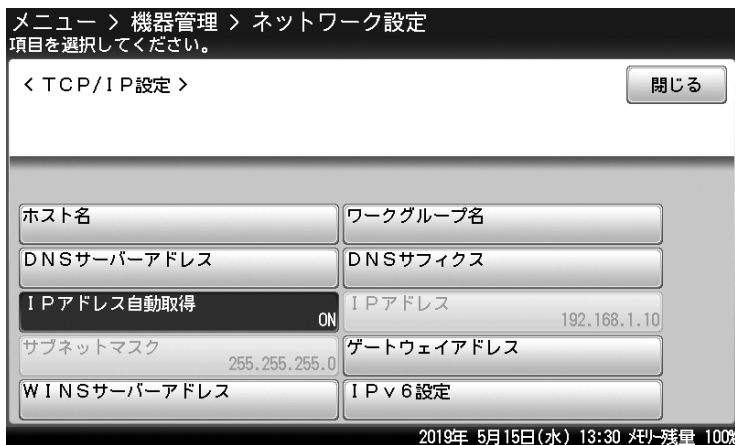 メニュー > 機器管理 > ネットワーク設定
項目を選択してください。
<TCP/IP設定>
閉じる
ホスト名
ワークグループ名
DNSサーバーアドレス
DNSサフィクス
IPアドレス自動取得
ON
IPアドレス
192.168.1.10
サブネットマスク
255.255.255.0
ゲートウェイアドレス
WINSサーバーアドレス
IPv6設定
2019年 5月15日(水) 13:30 メモリー残量 100%